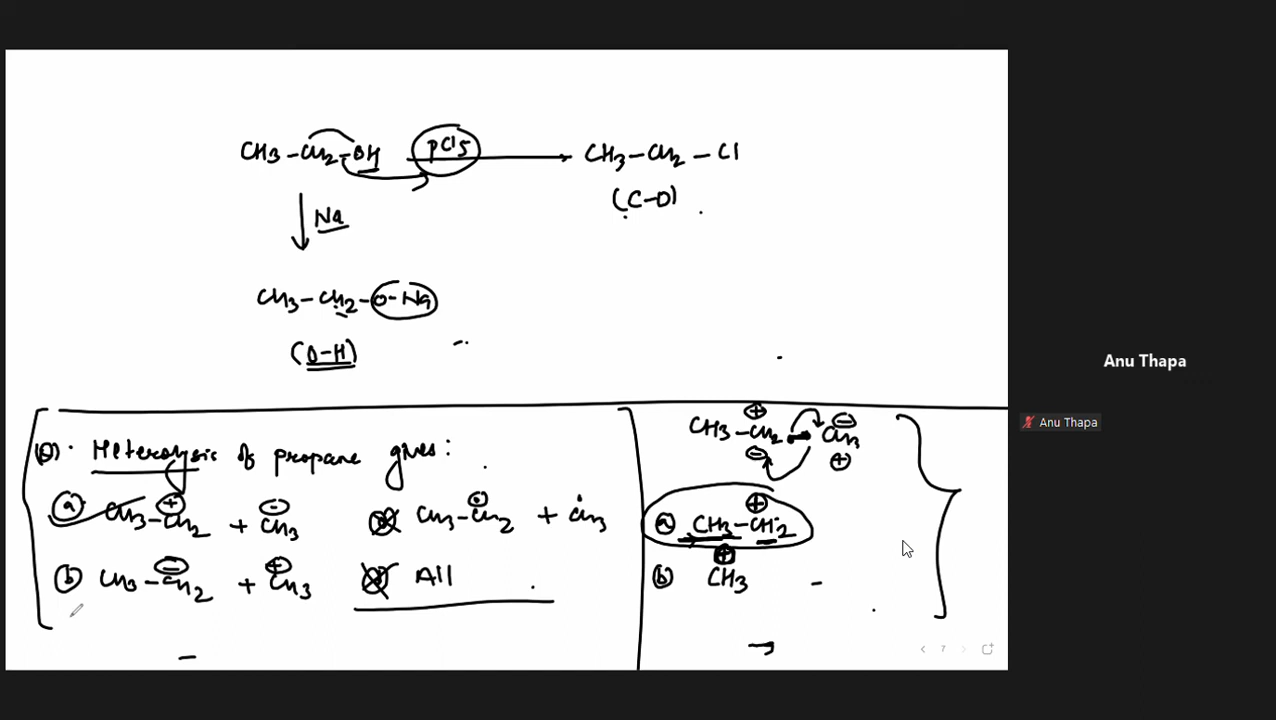 CH3-CH2-OH PCl5 CH3-CH2-Cl
(C-O)
Na
CH3-CH2-O-Na
(O-H)
Q. Heterolysis of propane gives:
a CH3-CH2 ⊕ + CH3 ⊖ CH3-CH2 + CH3
b CH3-CH2 ⊖ + CH3 ⊕ All
⊕ ⊖
CH3-CH2 - CH3
⊖ ⊕
a CH3-CH2 ⊕
b CH3 ⊕
7
Anu Thapa
Anu Thapa